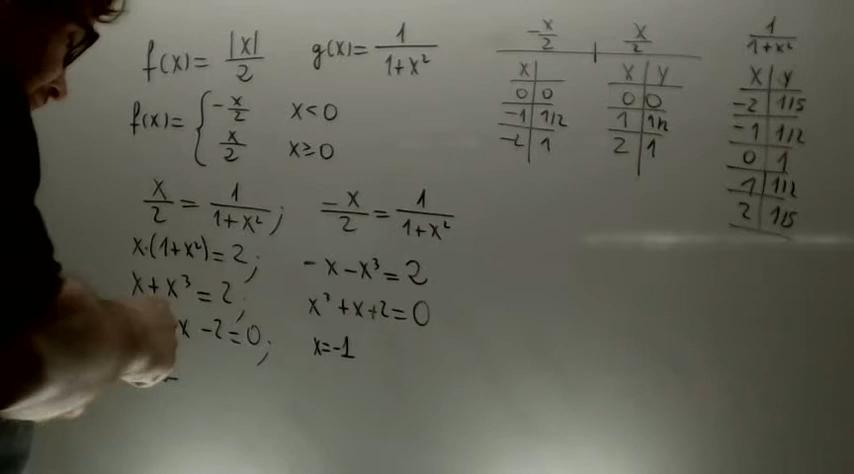 f(x)= |x|/2   g(x)= 1/(1+x²)
f(x)= { -x/2   x<0
x/2   x≥0
x/2 = 1/(1+x²);   -x/2 = 1/(1+x²)
x·(1+x²)=2;   -x-x³=2
x+x³=2;   x³+x+2=0
x-2=0;   x=-1
-x/2 | x/2
x |   x | y
0 | 0   0 | 0
-1 | 1/2   1 | 1/2
-2 | 1   2 | 1
1/(1+x²)
x | y
-2 | 1/5
-1 | 1/2
0 | 1
1 | 1/2
2 | 1/5